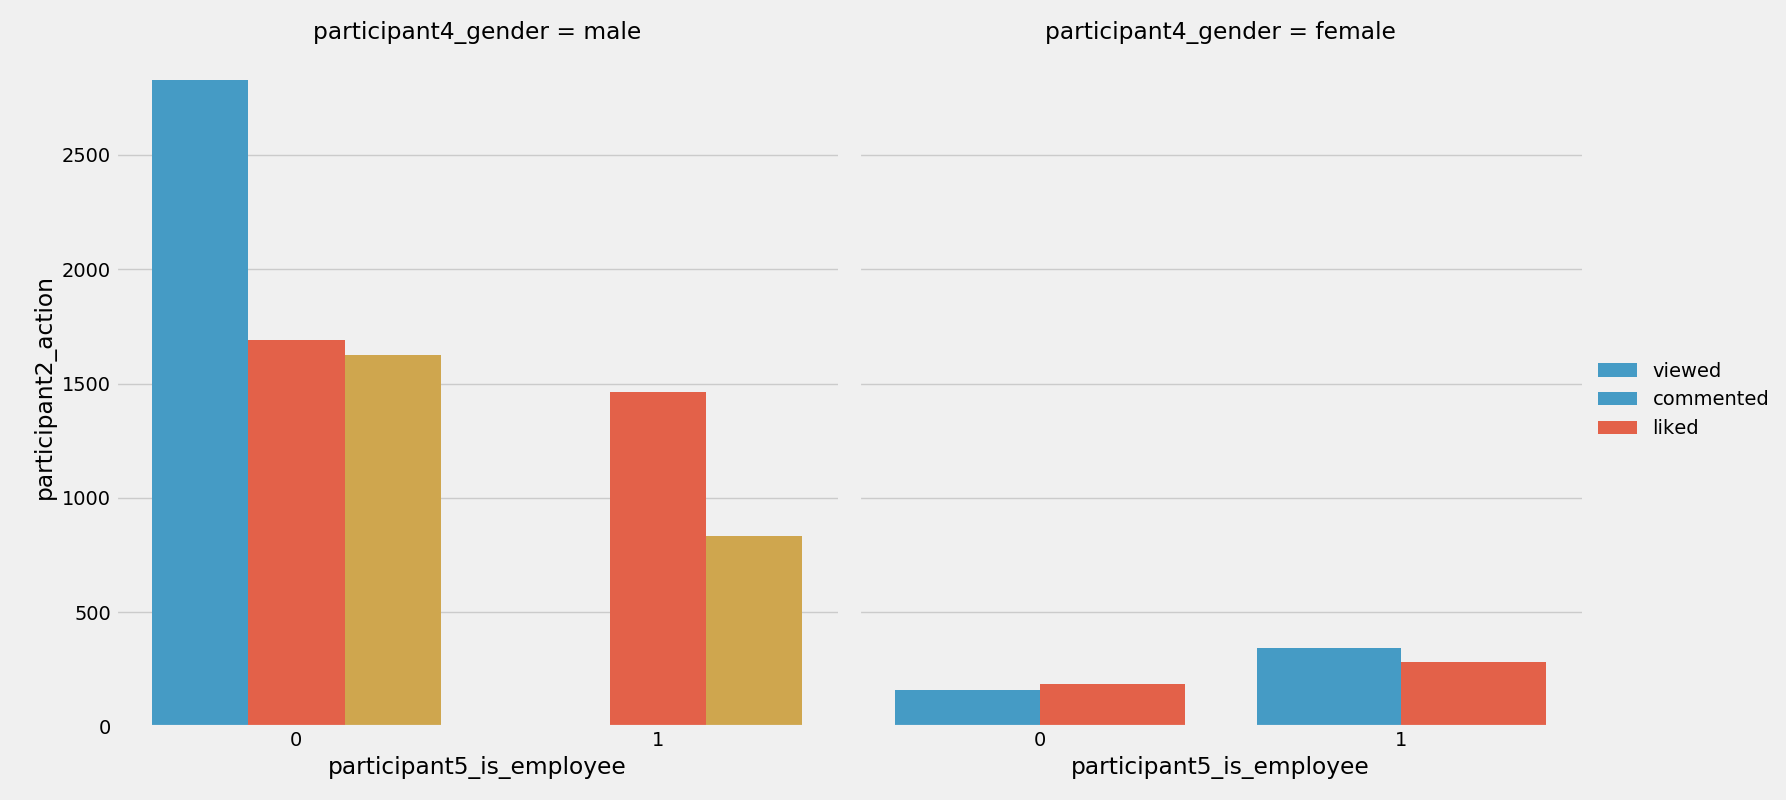 participant4_gender = male
participant4_gender = female
participant2_action
2500
2000
1500
1000
500
0
0
1
0
1
participant5_is_employee
participant5_is_employee
viewed
commented
liked